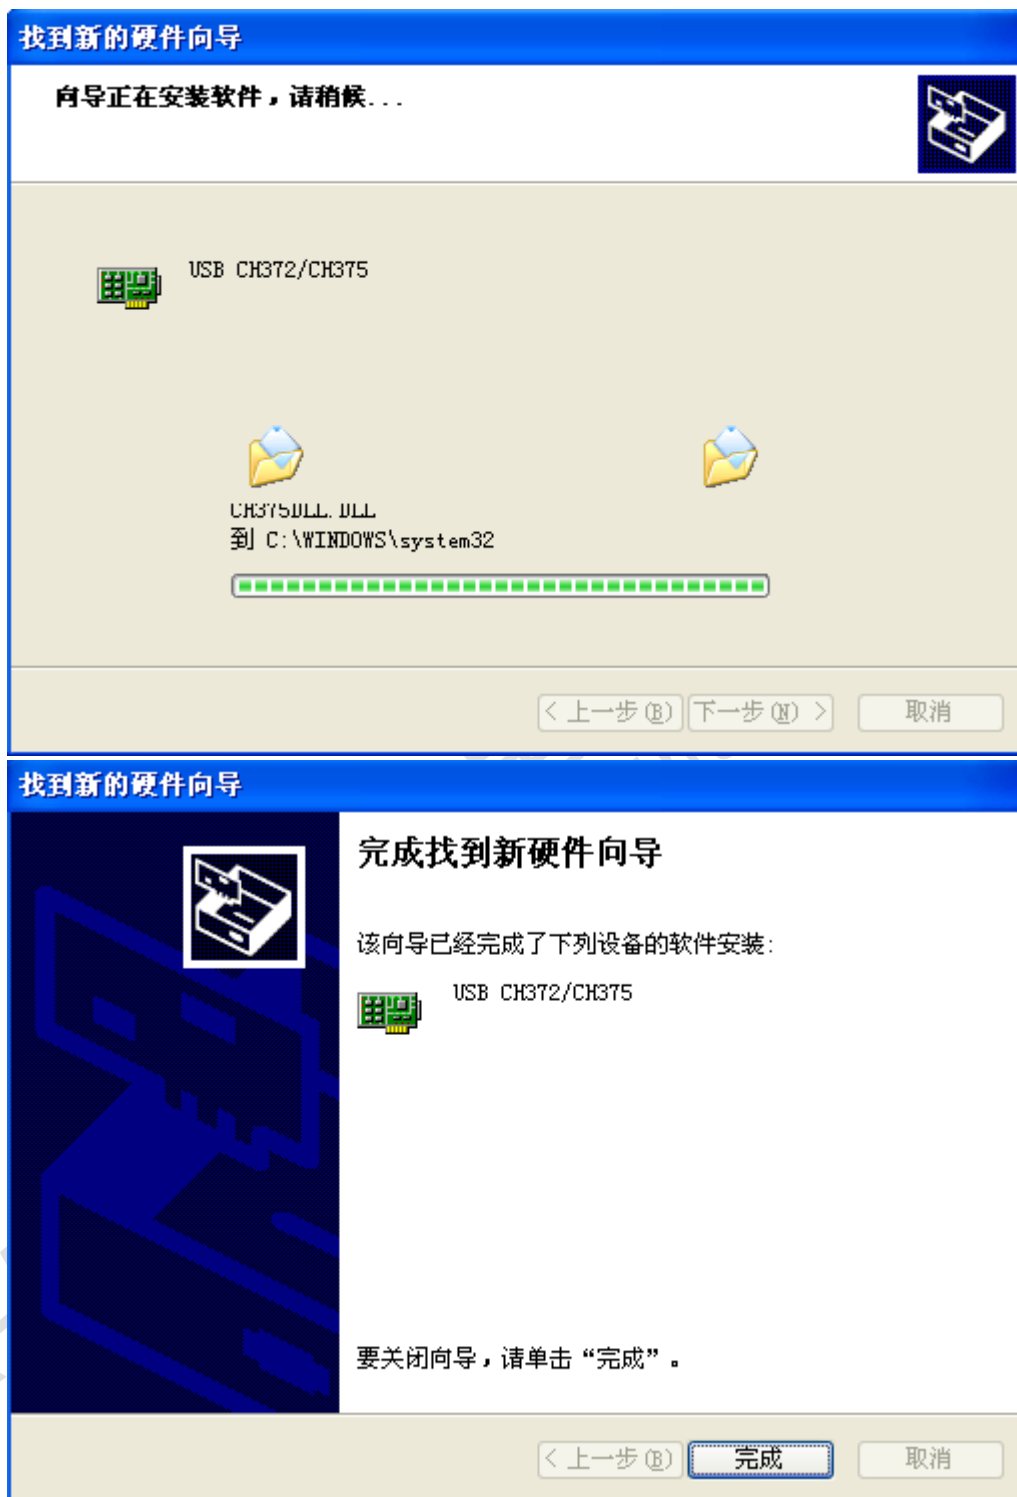 找到新的硬件向导
向导正在安装软件，请稍候...
USB CH372/CH375
CH375DLL.DLL
到 C:\WINDOWS\system32
< 上一步(B) 下一步(N) > 取消
找到新的硬件向导
完成找到新硬件向导
该向导已经完成了下列设备的软件安装:
USB CH372/CH375
要关闭向导，请单击“完成”。
< 上一步(B) 完成 取消